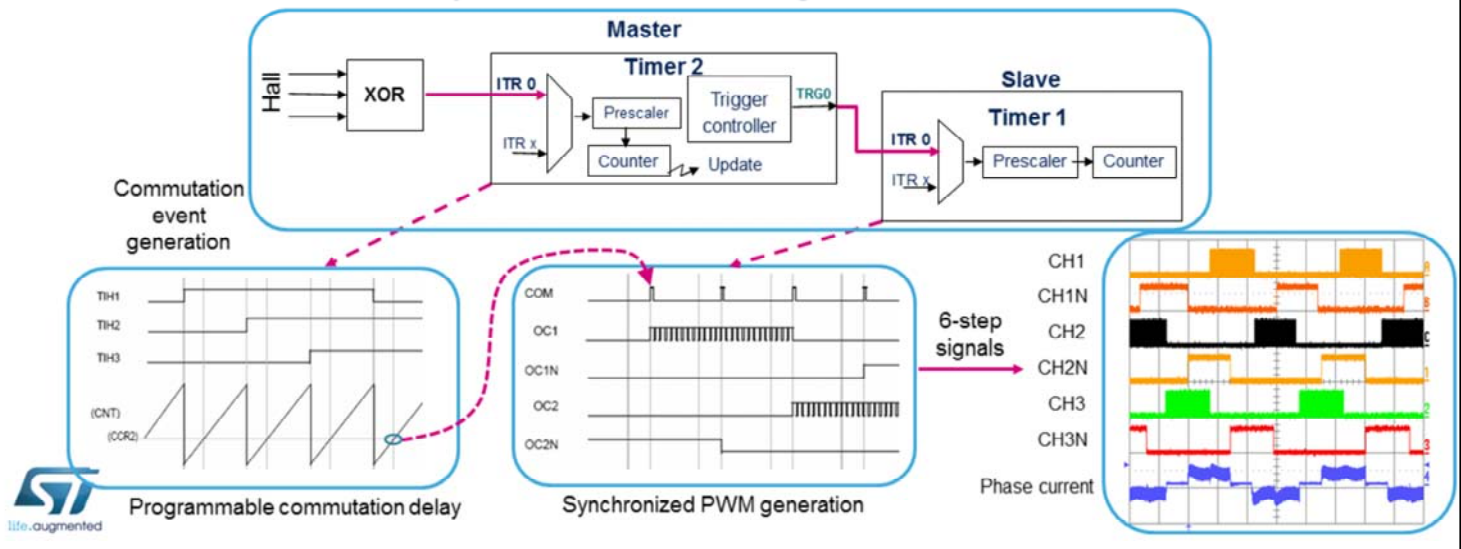 Master
Hall
XOR
ITR 0
Timer 2
ITR x
Prescaler
Counter
Update
Trigger
controller
TRG0
Slave
Timer 1
ITR 0
ITR x
Prescaler
Counter
Commutation
event
generation
TIH1
TIH2
TIH3
(CNT)
(CCR2)
Programmable commutation delay
COM
OC1
OC1N
OC2
OC2N
Synchronized PWM generation
6-step
signals
CH1
CH1N
CH2
CH2N
CH3
CH3N
Phase current
ST
life.augmented